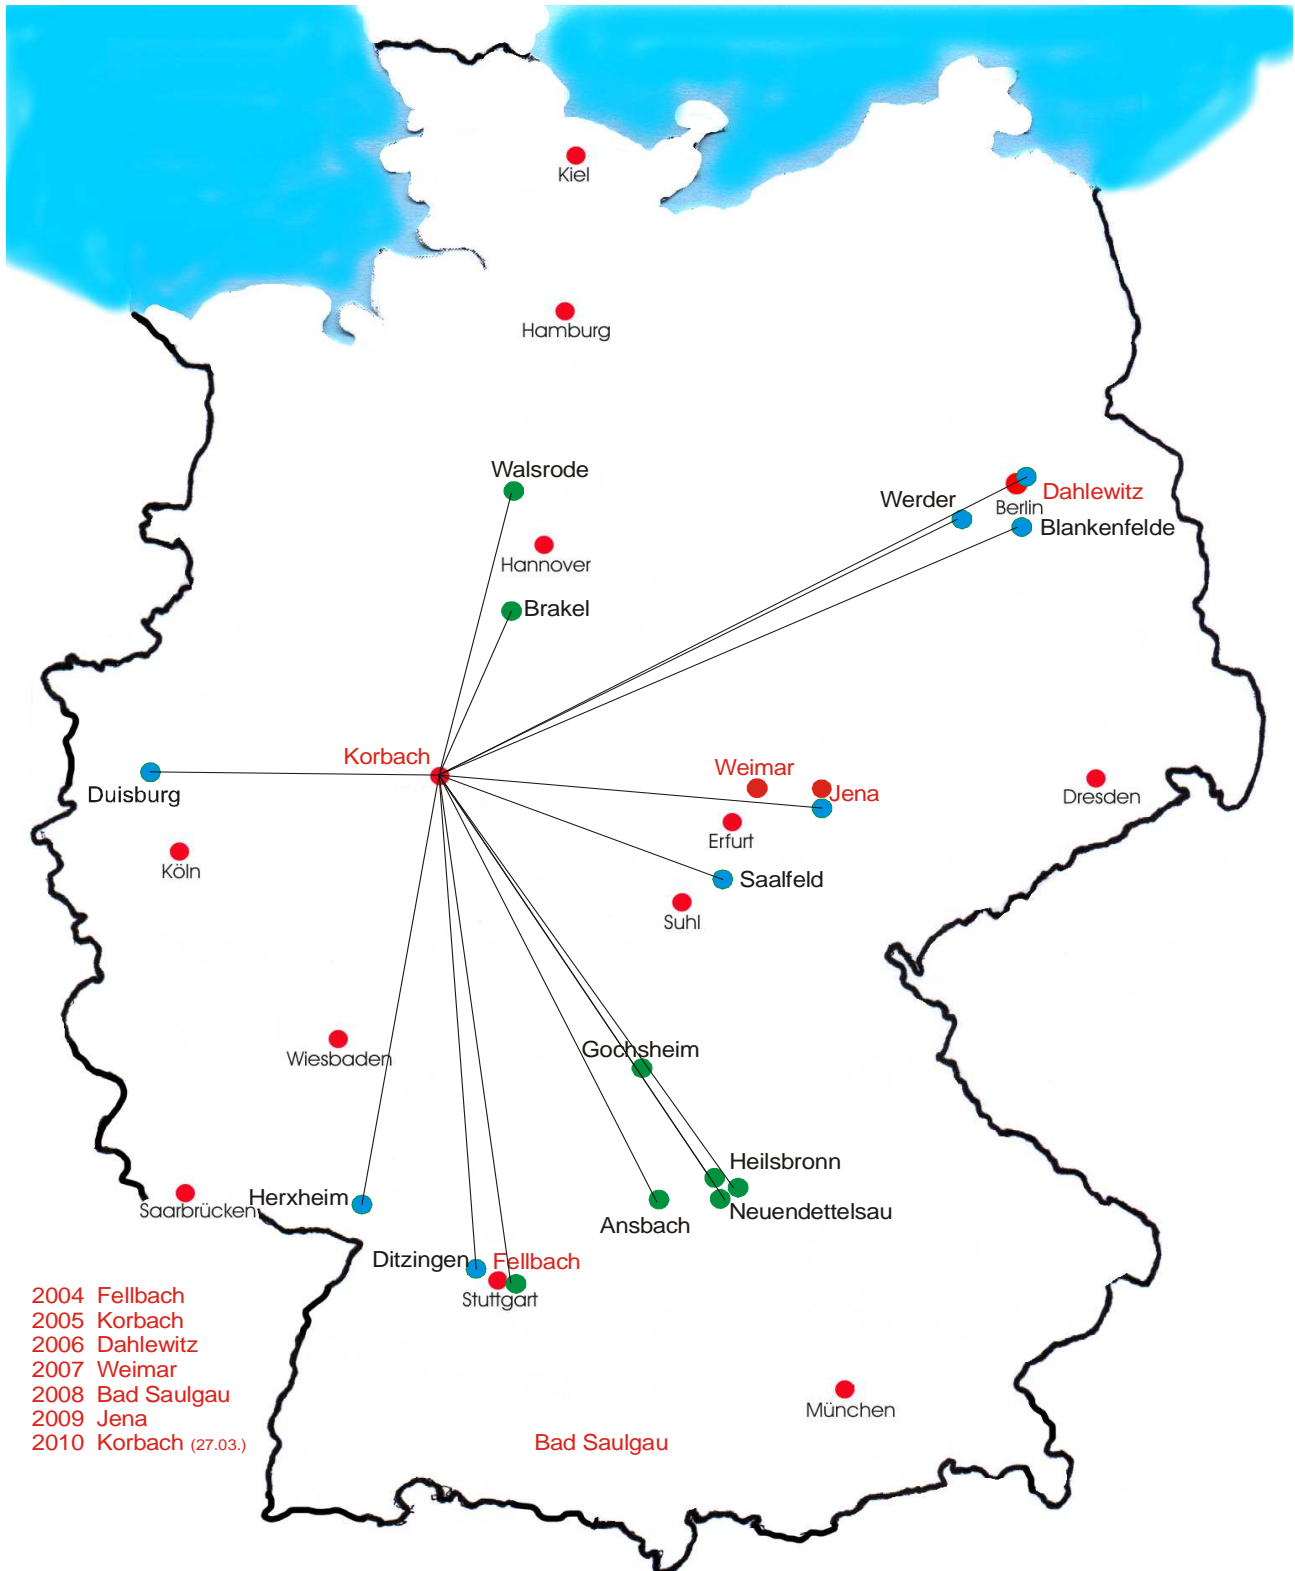 Kiel
Hamburg
Walsrode
Werder
Dahlewitz
Berlin
Blankenfelde
Hannover
Brakel
Korbach
Weimar
Duisburg
Jena
Dresden
Erfurt
Köln
Saalfeld
Suhl
Gochsheim
Wiesbaden
Heilsbronn
Herxheim
Saarbrücken
Neuendettelsau
Ansbach
Ditzingen
Fellbach
Stuttgart
2004 Fellbach
2005 Korbach
2006 Dahlewitz
2007 Weimar
2008 Bad Saulgau
2009 Jena
2010 Korbach (27.03.)
München
Bad Saulgau